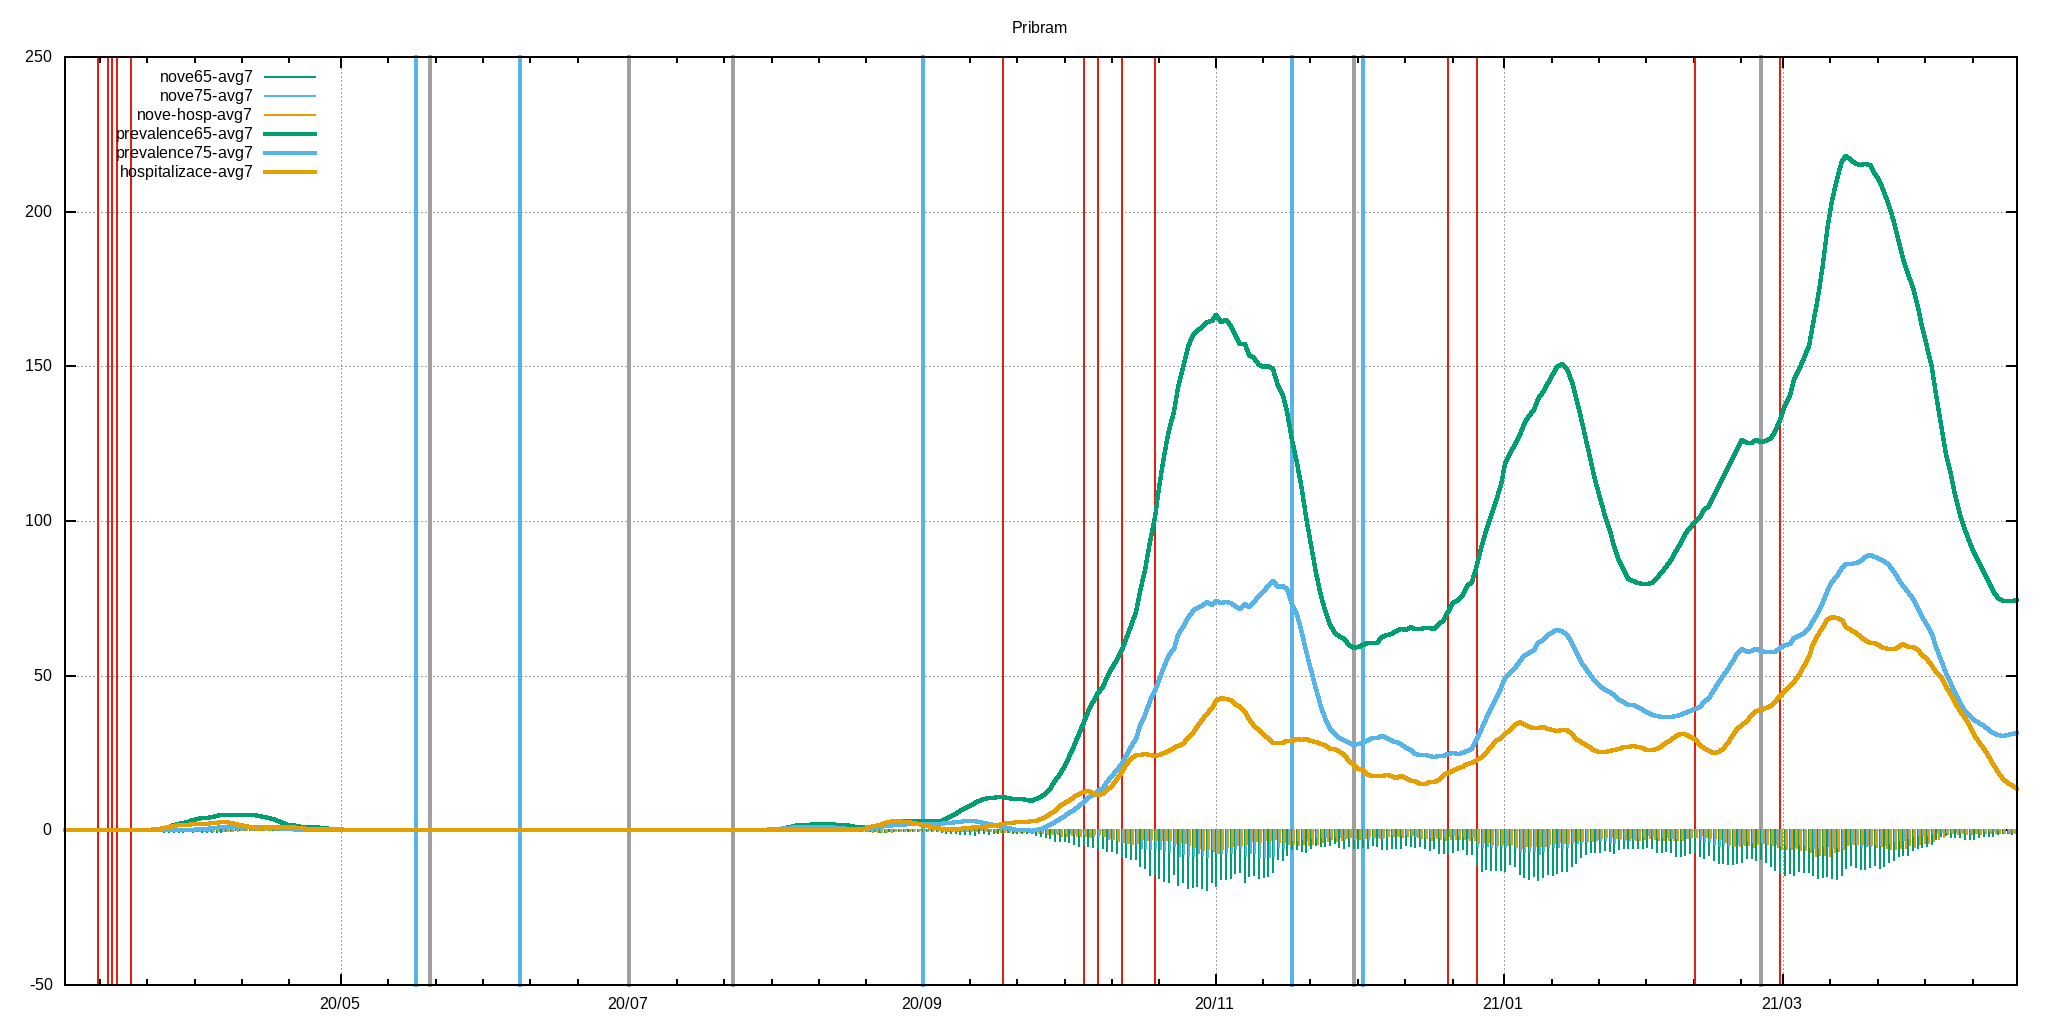 Pribram
250
200
150
100
50
0
-50
nove65-avg7
nove75-avg7
nove-hosp-avg7
prevalence65-avg7
prevalence75-avg7
hospitalizace-avg7
20/05
20/07
20/09
20/11
21/01
21/03